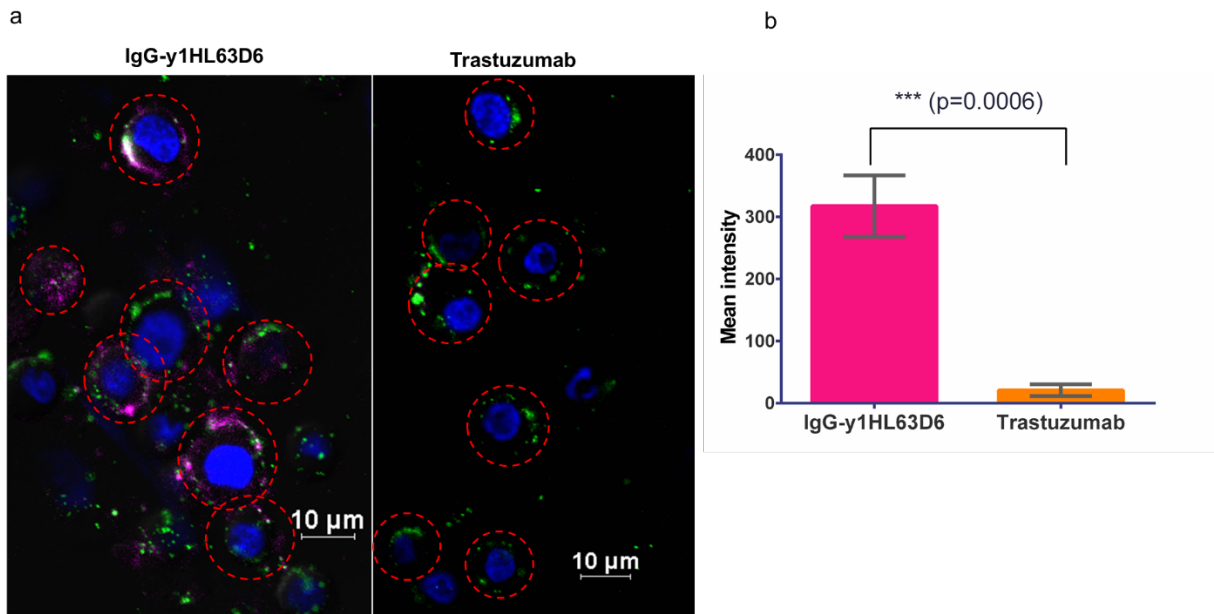 a
IgG-y1HL63D6
Trastuzumab
10 µm
10 µm
b
*** (p=0.0006)
Mean intensity
400
300
200
100
0
IgG-y1HL63D6
Trastuzumab